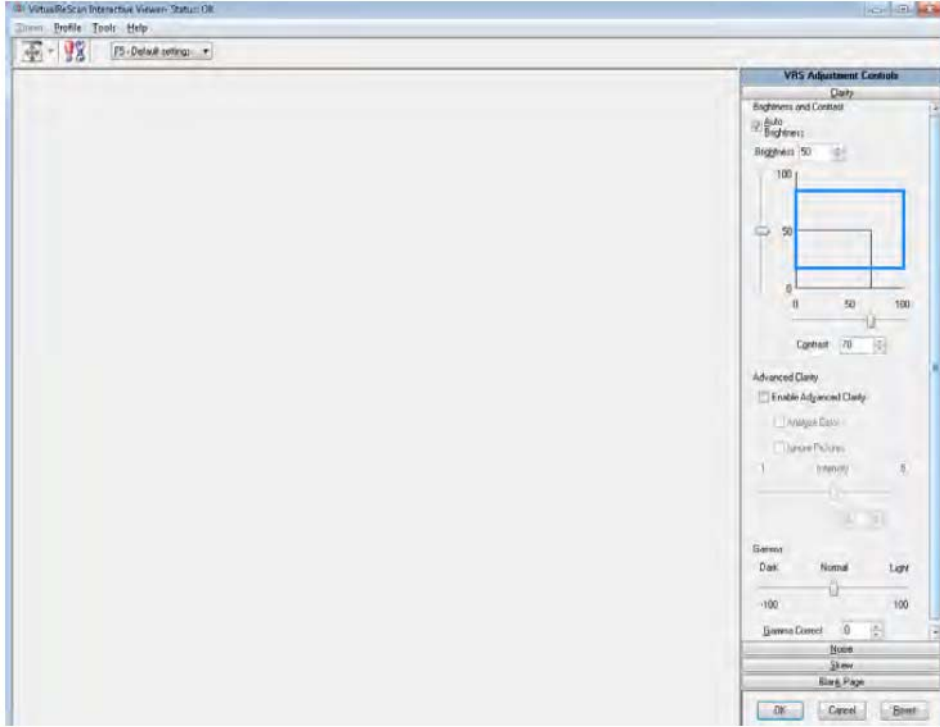 VirtualReScan Interactive Viewer- Status: OK
Profile Tools Help
F5 - Default settings
VRS Adjustment Controls
Clarity
Brightness and Contrast
Auto
Brightness
Brightness 50
100
50
0
0 50 100
Contrast 70
Advanced Clarity
Enable Advanced Clarity
Analyze Color
Ignore Pictures
1 Intensity
Gamma
Dark Normal Light
-100 100
Gamma Correct 0
Noise
Skew
Blank Page
OK Cancel Reset